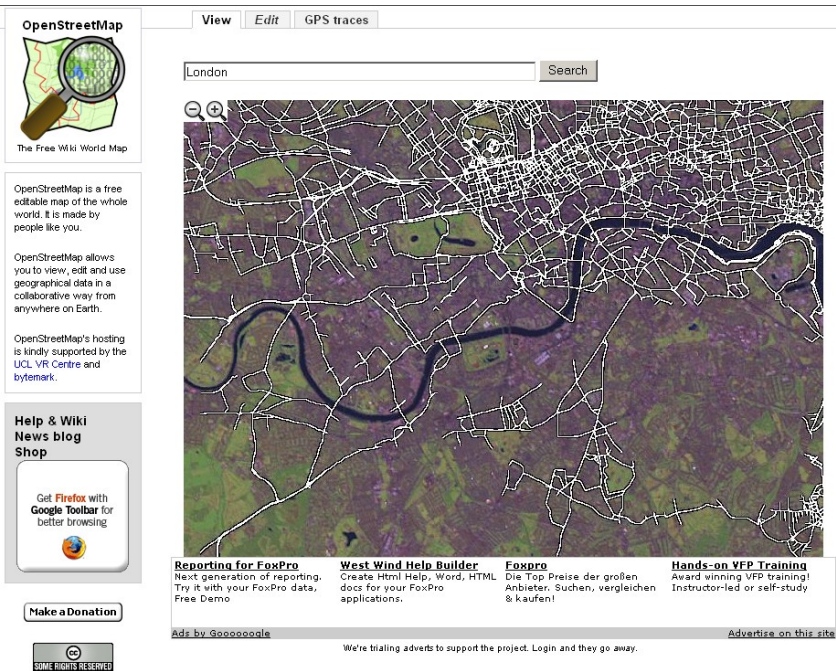 OpenStreetMap
The Free Wiki World Map
OpenStreetMap is a free
editable map of the whole
world. It is made by
people like you.
OpenStreetMap allows
you to view, edit and use
geographical data in a
collaborative way from
anywhere on Earth.
OpenStreetMap's hosting
is kindly supported by the
UCL VR Centre and
bytemark.
Help & Wiki
News blog
Shop
Get Firefox with
Google Toolbar for
better browsing
Make a Donation
cc
SOME RIGHTS RESERVED
View Edit GPS traces
London Search
Reporting for FoxPro
Next generation of reporting.
Try it with your FoxPro data,
Free Demo
West Wind Help Builder
Create Html Help, Word, HTML
docs for your FoxPro
applications.
Foxpro
Die Top Preise der großen
Anbieter. Suchen, vergleichen
& kaufen!
Hands-on VFP Training
Award winning VFP training!
Instructor-led or self-study
Ads by Goooooogle Advertise on this site
We're trialing adverts to support the project. Login and they go away.